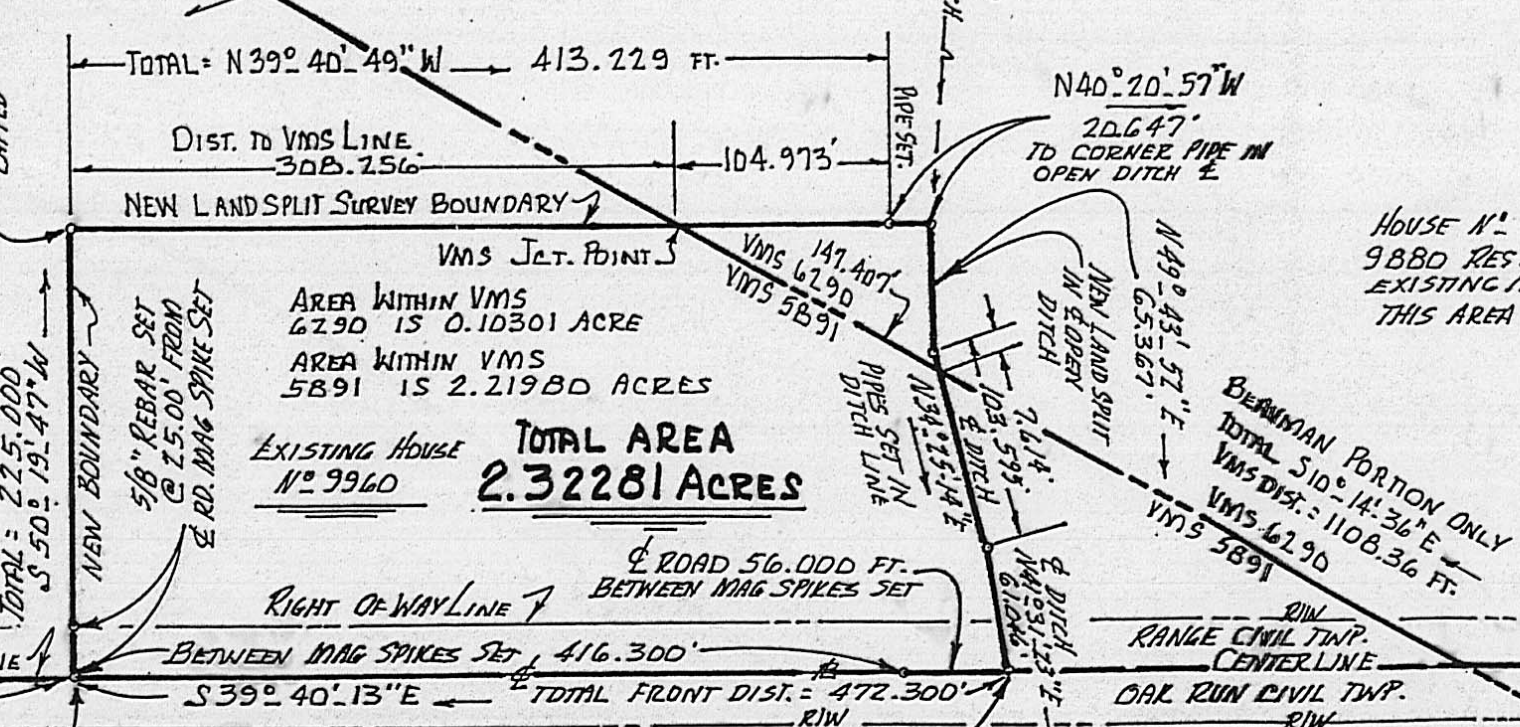 TOTAL = N39° 40'-49" W 413.229 FT.
DIST. TO VMS LINE
308.256'
104.973'
PIPE SET.
N40°-20'-57" W
20.647'
TO CORNER PIPE IN
OPEN DITCH ℄
NEW LANDSPLIT SURVEY BOUNDARY
VMS JCT. POINT
147.407'
VMS 6290
VMS 5891
AREA WITHIN VMS
6290 IS 0.10301 ACRE
AREA WITHIN VMS
5891 IS 2.21980 ACRES
EXISTING HOUSE
Nº 9960
TOTAL AREA
2.32281 ACRES
TOTAL = 225.000
S 50° 19'-47" W
NEW BOUNDARY
5/8" REBAR SET
@ 25.00' FROM
℄ RD. MAG SPIKE SET
PIPES SET IN
DITCH LINE
N34°-25'-14" E
℄ DITCH
103.595'
7.614'
NEW LAND SPLIT
IN ℄ OPEN
DITCH
N49°-43'-57" E
65.367'
HOUSE Nº
9880 RES
EXISTING
THIS AREA
BEAWMAN PORTION ONLY
TOTAL S10°-14'-36" E
VMS DIST. = 1108.36 FT.
VMS 6290
VMS 5891
℄ ROAD 56.000 FT.
BETWEEN MAG SPIKES SET
RIGHT OF WAY LINE
℄ DITCH
R/W
RANGE CIVIL TWP.
BETWEEN MAG SPIKES SET 416.300'
CENTERLINE
℄
S39° 40'-13" E
TOTAL FRONT DIST. = 472.300'
OAK RUN CIVIL TWP.
R/W
R/W